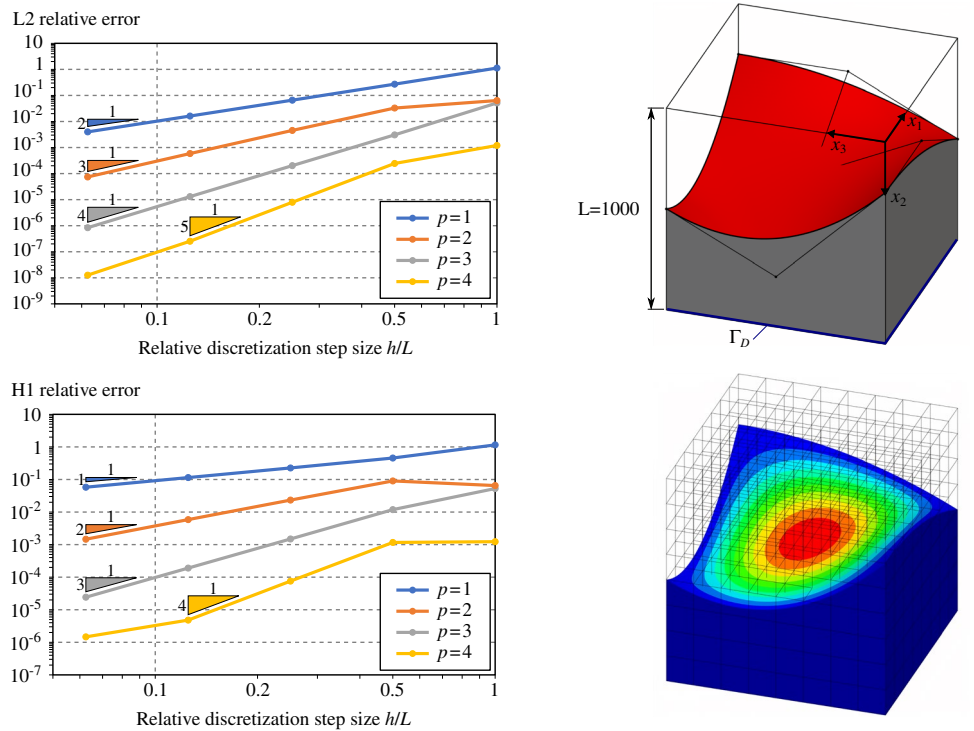 L2 relative error
10
1
10⁻¹
10⁻²
10⁻³
10⁻⁴
10⁻⁵
10⁻⁶
10⁻⁷
10⁻⁸
10⁻⁹
1
2
1
3
1
4
1
5
p=1
p=2
p=3
p=4
0.1
0.2
0.5
1
Relative discretization step size h/L
L=1000
x₁
x₃
x₂
Γ_D
H1 relative error
10
1
10⁻¹
10⁻²
10⁻³
10⁻⁴
10⁻⁵
10⁻⁶
10⁻⁷
1
1
1
2
1
3
1
4
p=1
p=2
p=3
p=4
0.1
0.2
0.5
1
Relative discretization step size h/L